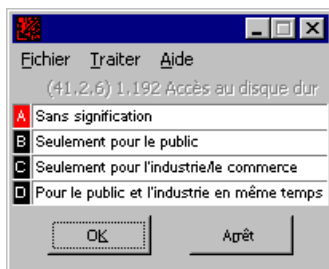 Fichier Traiter Aide
(41,2,6) 1,192 Accès au disque dur
A Sans signification
B Seulement pour le public
C Seulement pour l'industrie/le commerce
D Pour le public et l'industrie en même temps
OK Arrêt